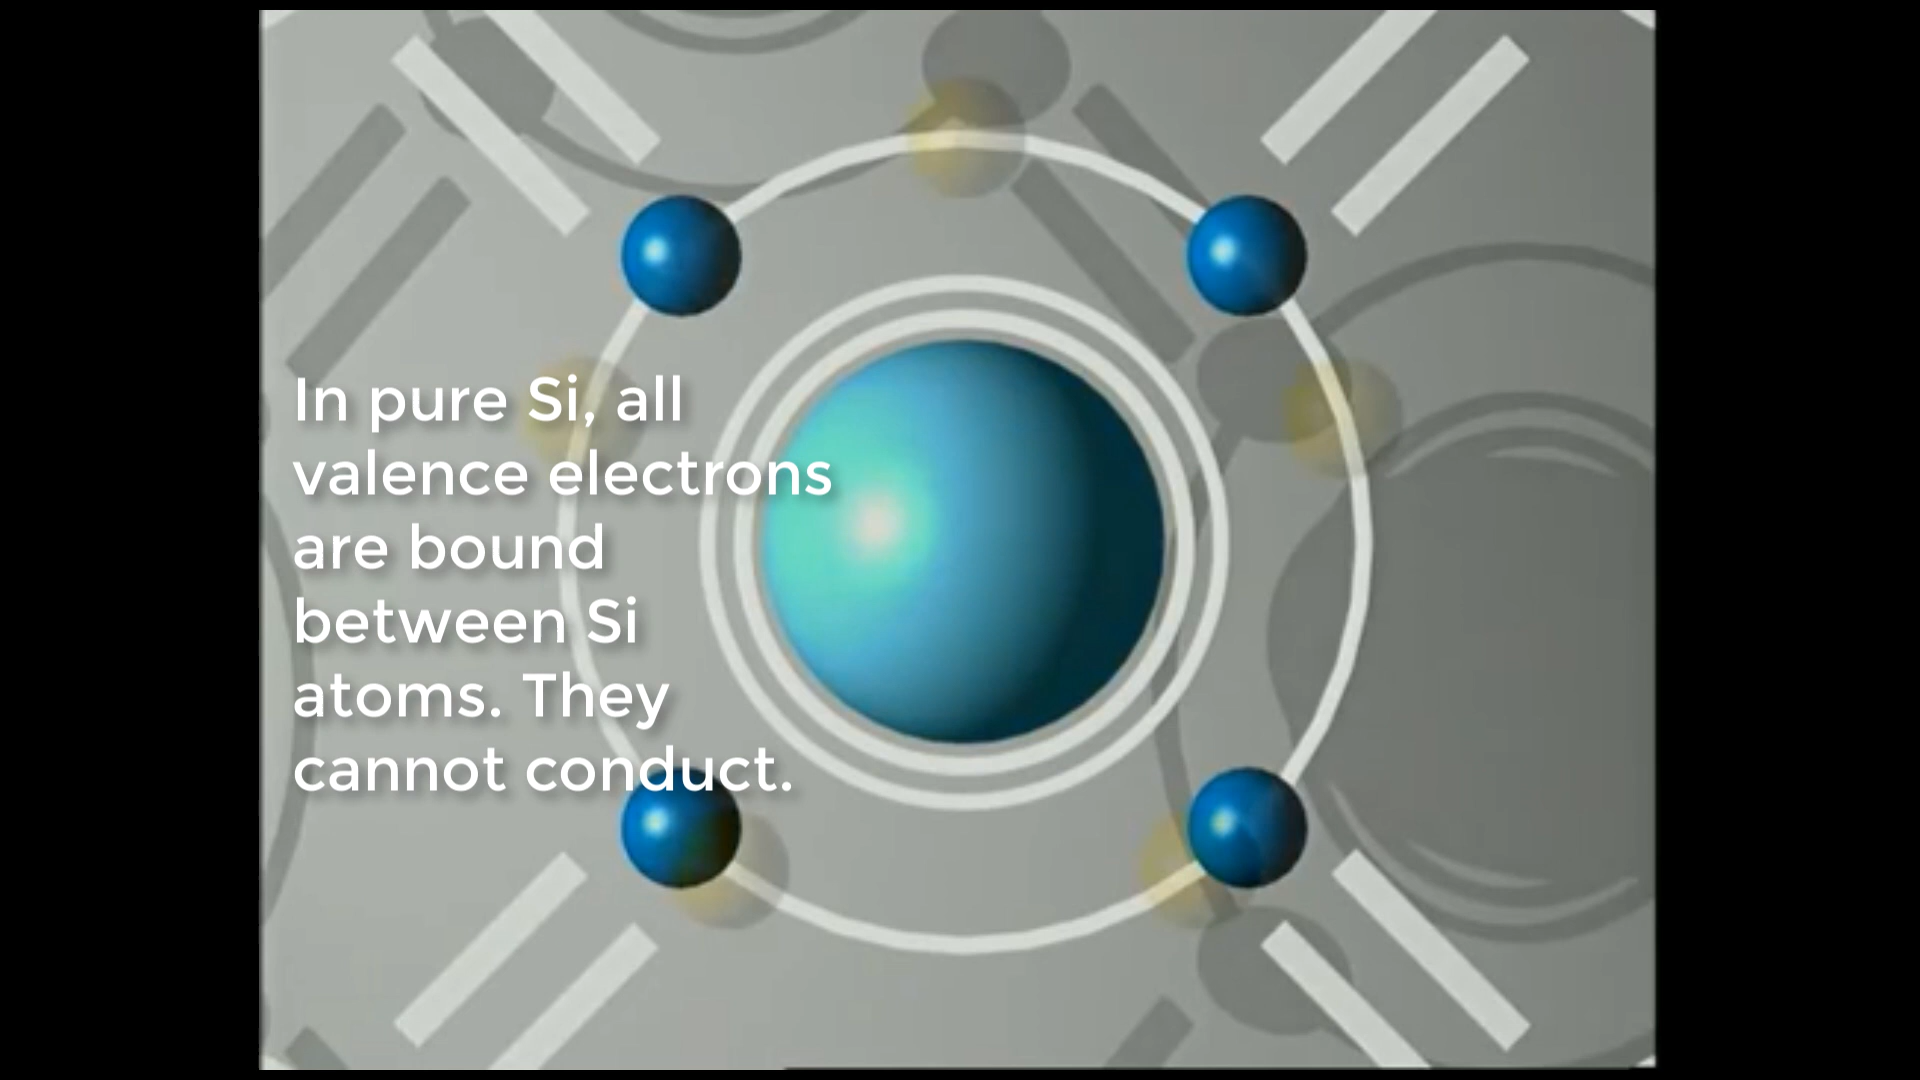 In pure Si, all
valence electrons
are bound
between Si
atoms. They
cannot conduct.